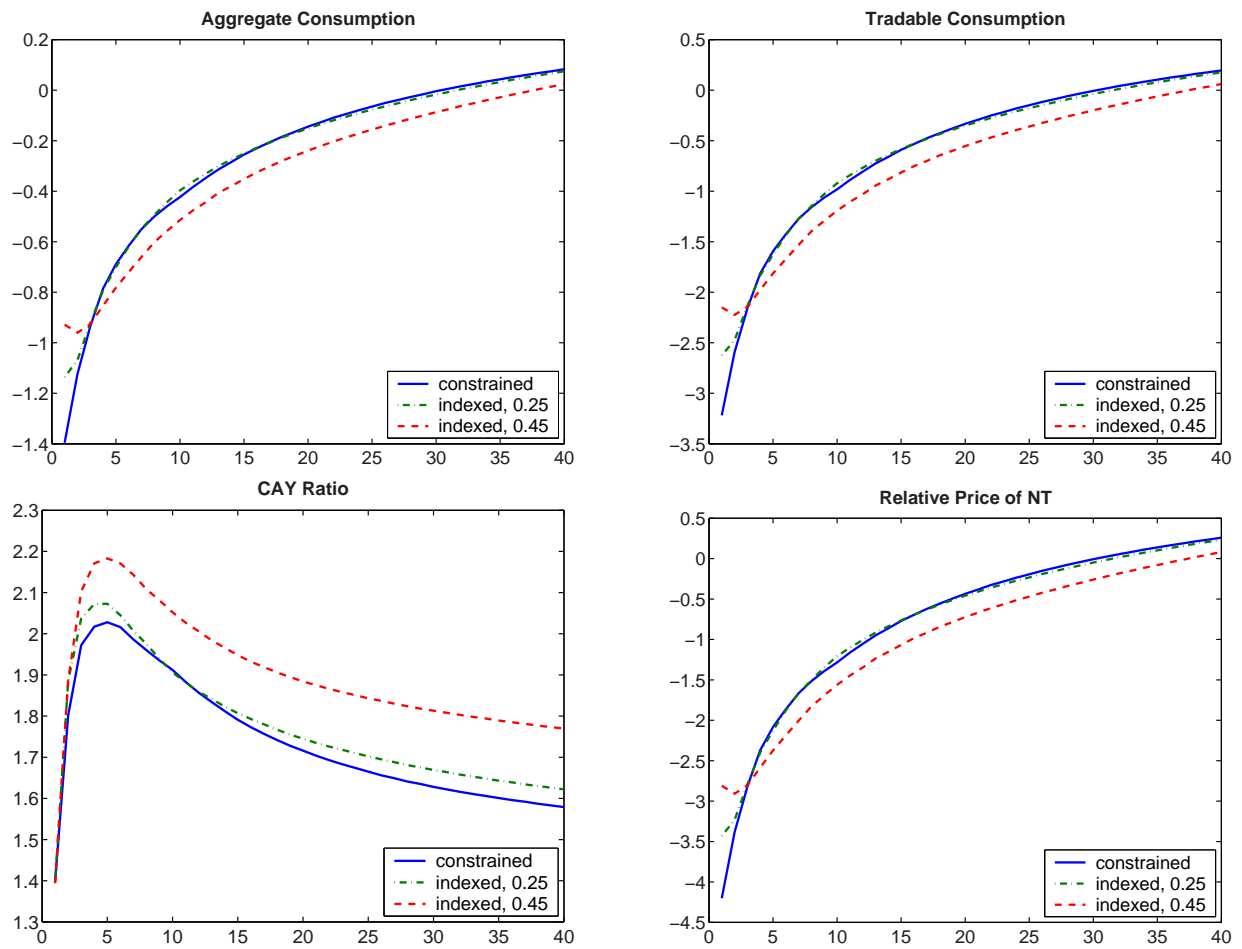 Aggregate Consumption
0.2
0
−0.2
−0.4
−0.6
−0.8
−1
−1.2
−1.4
0 5 10 15 20 25 30 35 40
constrained
indexed, 0.25
indexed, 0.45
Tradable Consumption
0.5
0
−0.5
−1
−1.5
−2
−2.5
−3
−3.5
0 5 10 15 20 25 30 35 40
constrained
indexed, 0.25
indexed, 0.45
CAY Ratio
2.3
2.2
2.1
2
1.9
1.8
1.7
1.6
1.5
1.4
1.3
0 5 10 15 20 25 30 35 40
constrained
indexed, 0.25
indexed, 0.45
Relative Price of NT
0.5
0
−0.5
−1
−1.5
−2
−2.5
−3
−3.5
−4
−4.5
0 5 10 15 20 25 30 35 40
constrained
indexed, 0.25
indexed, 0.45